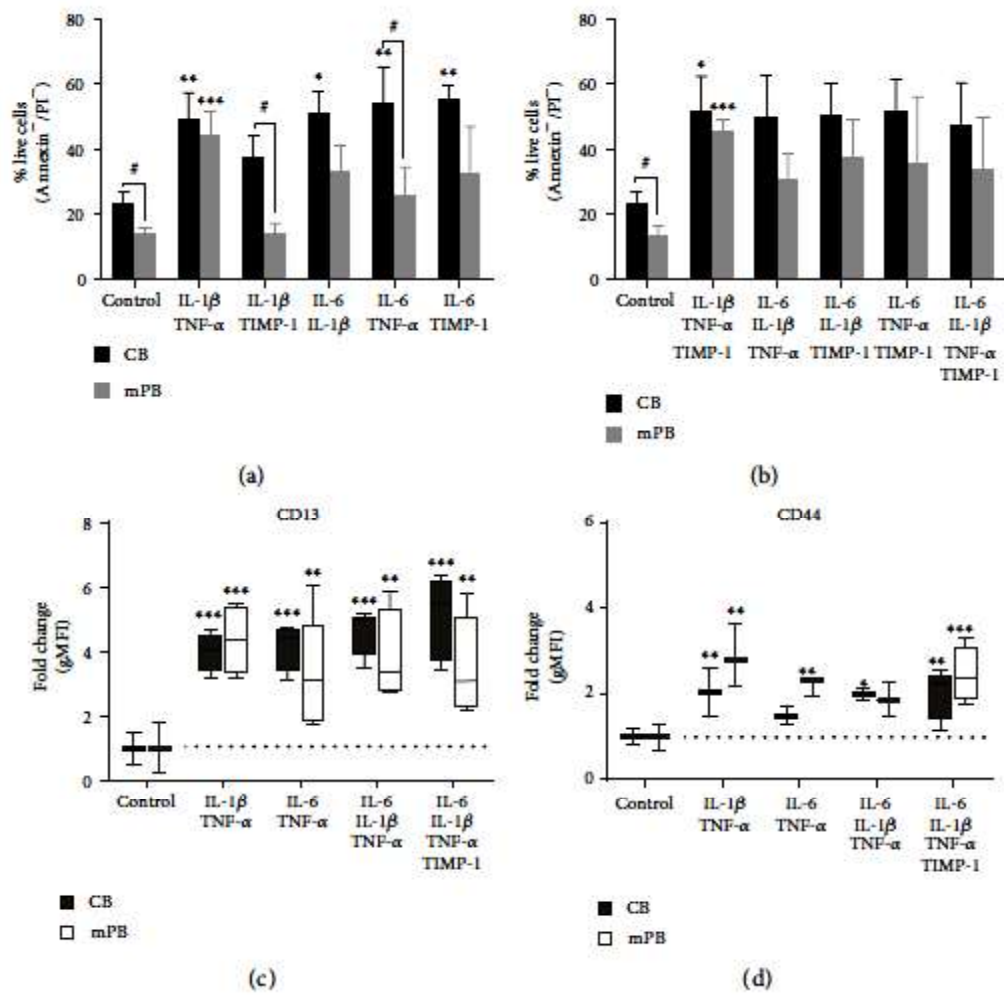 80
60
40
20
0
% live cells
(Annexin⁻/PI⁻)
#
**
***
#
*
**
#
**
Control
IL-1β
TNF-α
IL-1β
TIMP-1
IL-6
IL-1β
IL-6
TNF-α
IL-6
TIMP-1
CB
mPB
(a)
80
60
40
20
0
% live cells
(Annexin⁻/PI⁻)
#
*
***
Control
IL-1β
TNF-α
TIMP-1
IL-6
IL-1β
TNF-α
IL-6
IL-1β
TIMP-1
IL-6
TNF-α
TIMP-1
IL-6
IL-1β
TNF-α
TIMP-1
CB
mPB
(b)
CD13
8
6
4
2
0
Fold change
(gMFI)
***
***
***
**
***
**
***
**
Control
IL-1β
TNF-α
IL-6
TNF-α
IL-6
IL-1β
TNF-α
IL-6
IL-1β
TNF-α
TIMP-1
CB
mPB
(c)
CD44
6
4
2
0
Fold change
(gMFI)
**
**
**
*
**
***
Control
IL-1β
TNF-α
IL-6
TNF-α
IL-6
IL-1β
TNF-α
IL-6
IL-1β
TNF-α
TIMP-1
CB
mPB
(d)